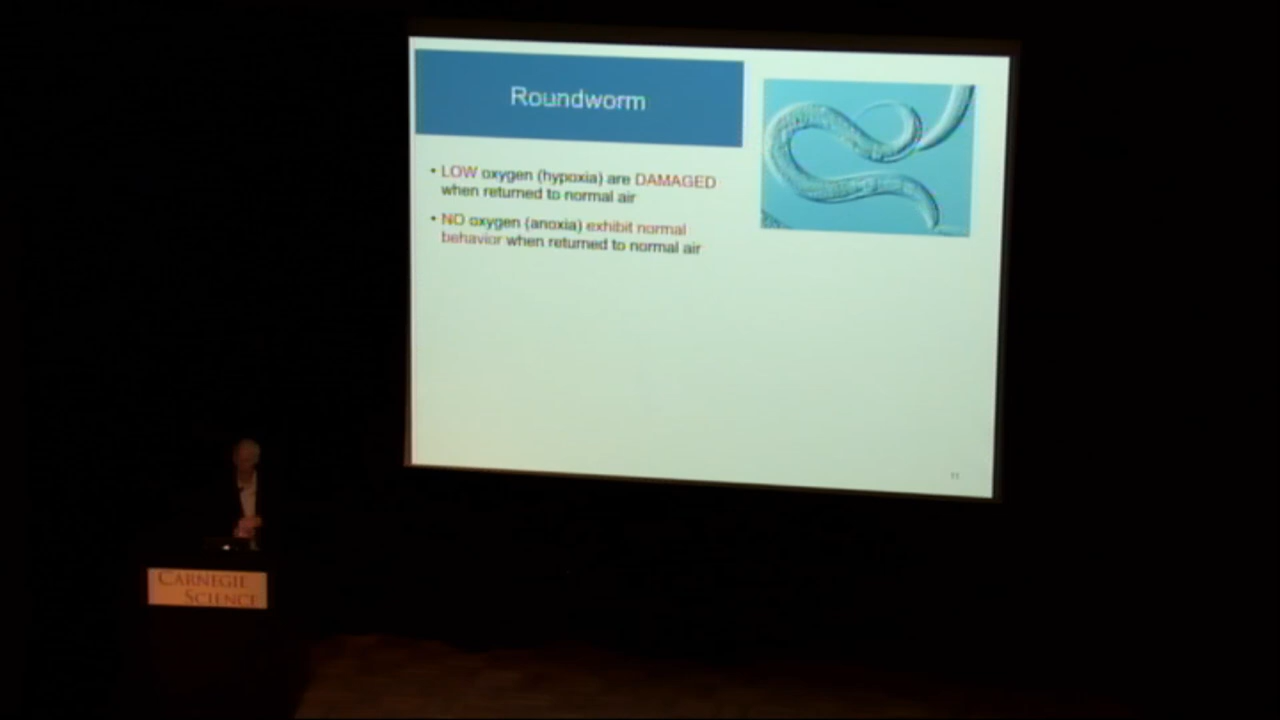 Roundworm
• LOW oxygen (hypoxia) are DAMAGED
when returned to normal air
• NO oxygen (anoxia) exhibit normal
behavior when returned to normal air
11
CARNEGIE
SCIENCE